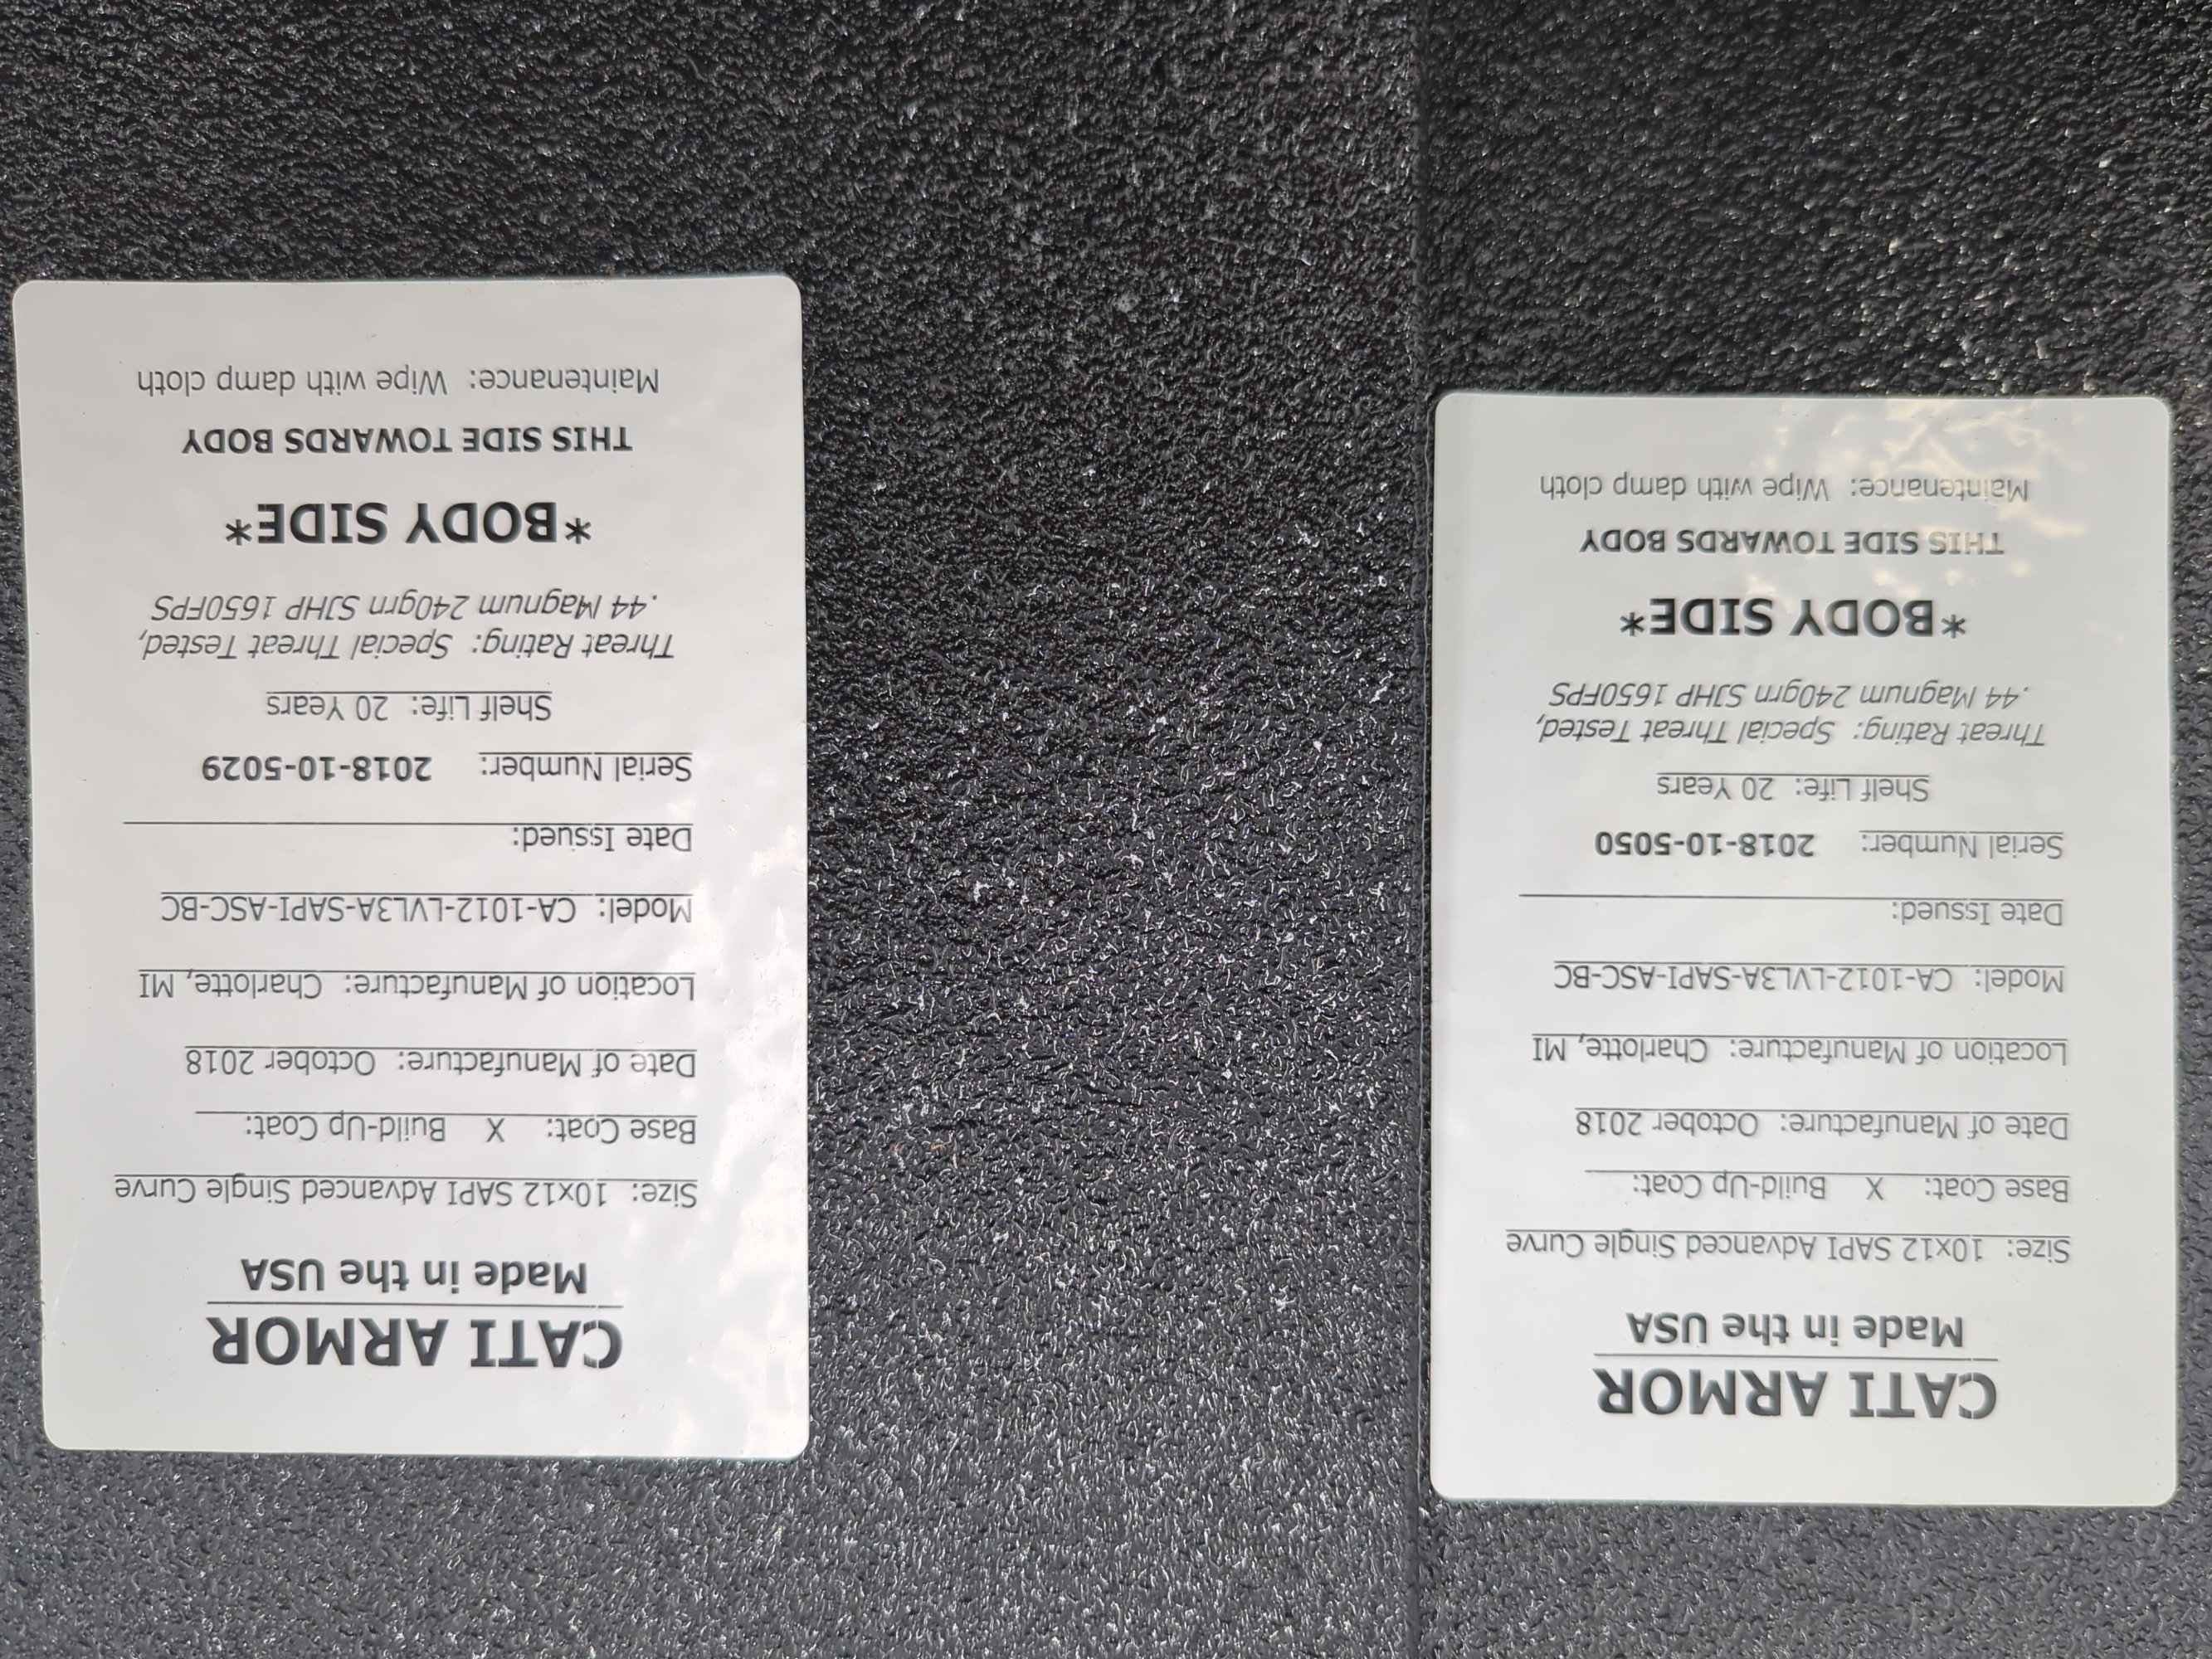 CATI ARMOR
Made in the USA
Size: 10x12 SAPI Advanced Single Curve
Base Coat: X Build-Up Coat:
Date of Manufacture: October 2018
Location of Manufacture: Charlotte, MI
Model: CA-1012-LVL3A-SAPI-ASC-BC
Date Issued:
Serial Number: 2018-10-5050
Shelf Life: 20 Years
Threat Rating: Special Threat Tested,
.44 Magnum 240grm SJHP 1650FPS
*BODY SIDE*
THIS SIDE TOWARDS BODY
Maintenance: Wipe with damp cloth
CATI ARMOR
Made in the USA
Size: 10x12 SAPI Advanced Single Curve
Base Coat: X Build-Up Coat:
Date of Manufacture: October 2018
Location of Manufacture: Charlotte, MI
Model: CA-1012-LVL3A-SAPI-ASC-BC
Date Issued:
Serial Number: 2018-10-5029
Shelf Life: 20 Years
Threat Rating: Special Threat Tested,
.44 Magnum 240grm SJHP 1650FPS
*BODY SIDE*
THIS SIDE TOWARDS BODY
Maintenance: Wipe with damp cloth